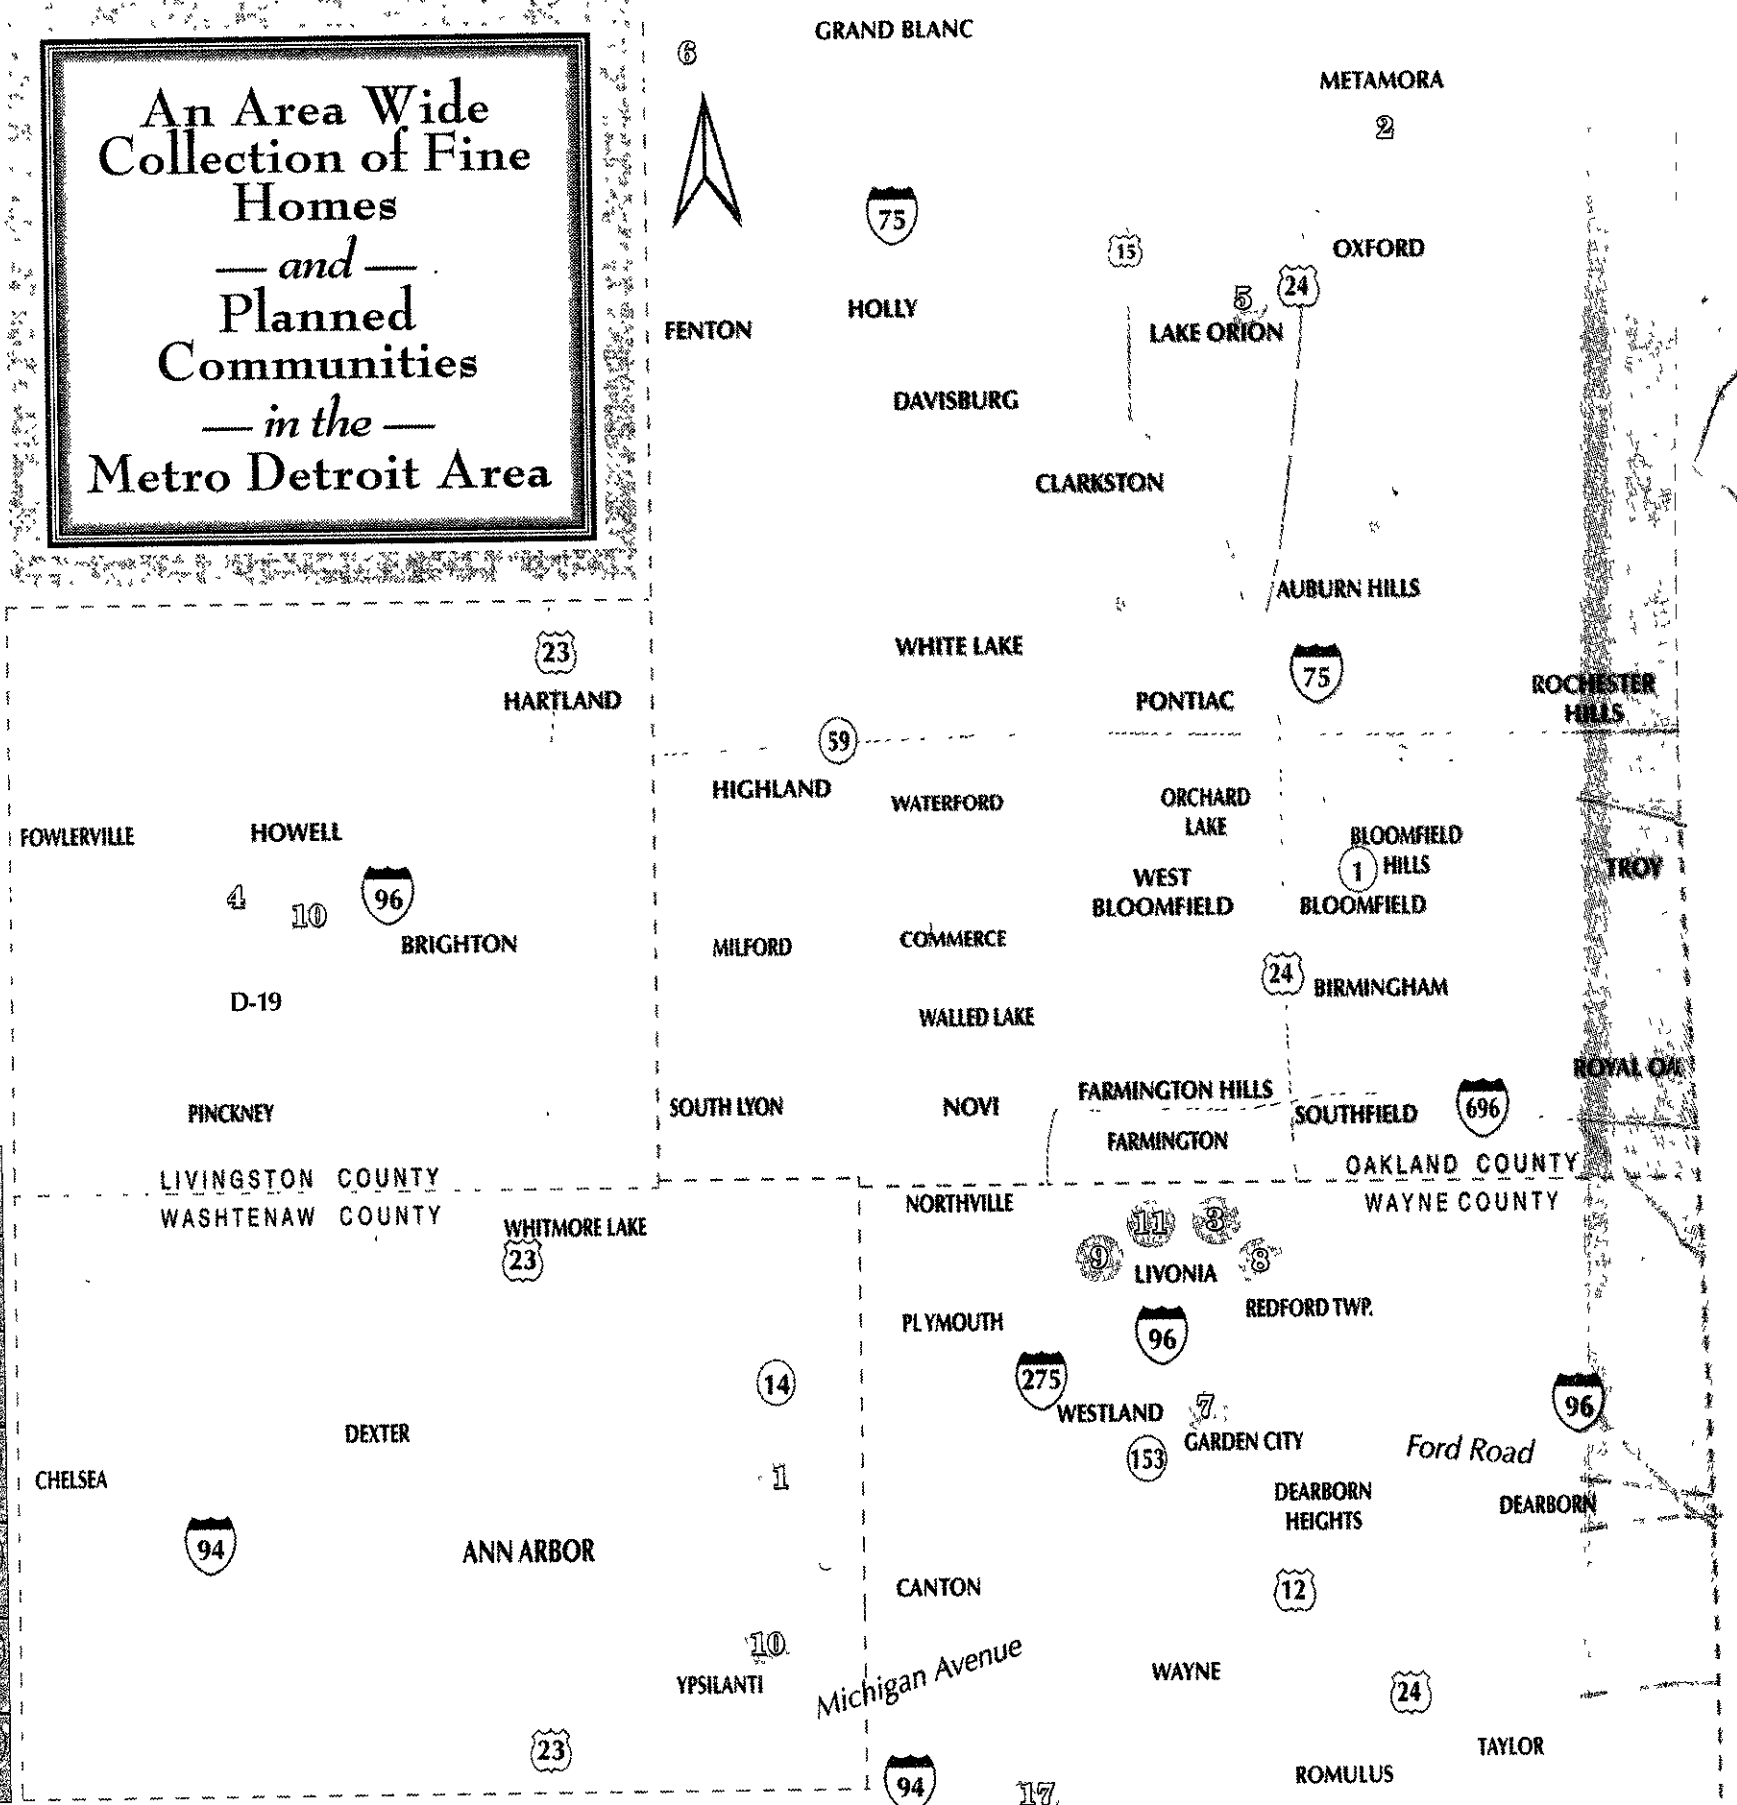 An Area Wide
Collection of Fine
Homes
— and —
Planned
Communities
— in the —
Metro Detroit Area
GRAND BLANC
6
METAMORA
2
75
15
OXFORD
24
5
HOLLY
LAKE ORION
FENTON
DAVISBURG
CLARKSTON
AUBURN HILLS
23
WHITE LAKE
75
HARTLAND
PONTIAC
ROCHESTER
HILLS
59
HIGHLAND
WATERFORD
ORCHARD
LAKE
FOWLERVILLE
HOWELL
BLOOMFIELD
HILLS
1
TROY
4
10
96
WEST
BLOOMFIELD
BLOOMFIELD
BRIGHTON
MILFORD
COMMERCE
24
BIRMINGHAM
D-19
WALLED LAKE
ROYAL OAK
PINCKNEY
SOUTH LYON
NOVI
FARMINGTON HILLS
SOUTHFIELD
696
FARMINGTON
LIVINGSTON COUNTY
OAKLAND COUNTY
WASHTENAW COUNTY
NORTHVILLE
WAYNE COUNTY
WHITMORE LAKE
23
11
3
9
8
LIVONIA
PLYMOUTH
96
REDFORD TWP.
14
275
WESTLAND
7
96
DEXTER
153
GARDEN CITY
Ford Road
CHELSEA
1
DEARBORN
HEIGHTS
DEARBORN
94
ANN ARBOR
CANTON
12
10
YPSILANTI
Michigan Avenue
WAYNE
24
23
TAYLOR
94
17
ROMULUS